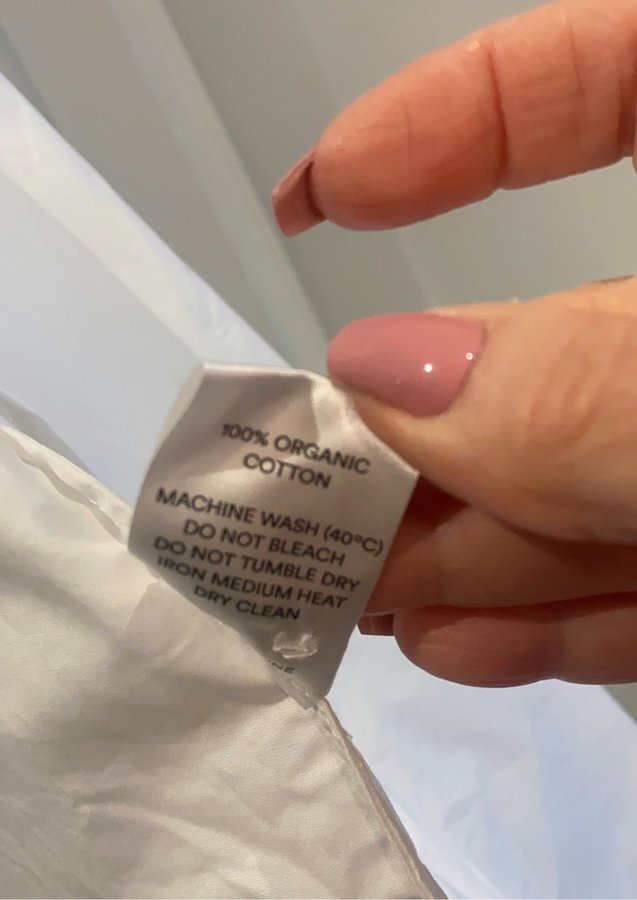 100% ORGANIC
COTTON
MACHINE WASH (40°C)
DO NOT BLEACH
DO NOT TUMBLE DRY
IRON MEDIUM HEAT
DRY CLEAN